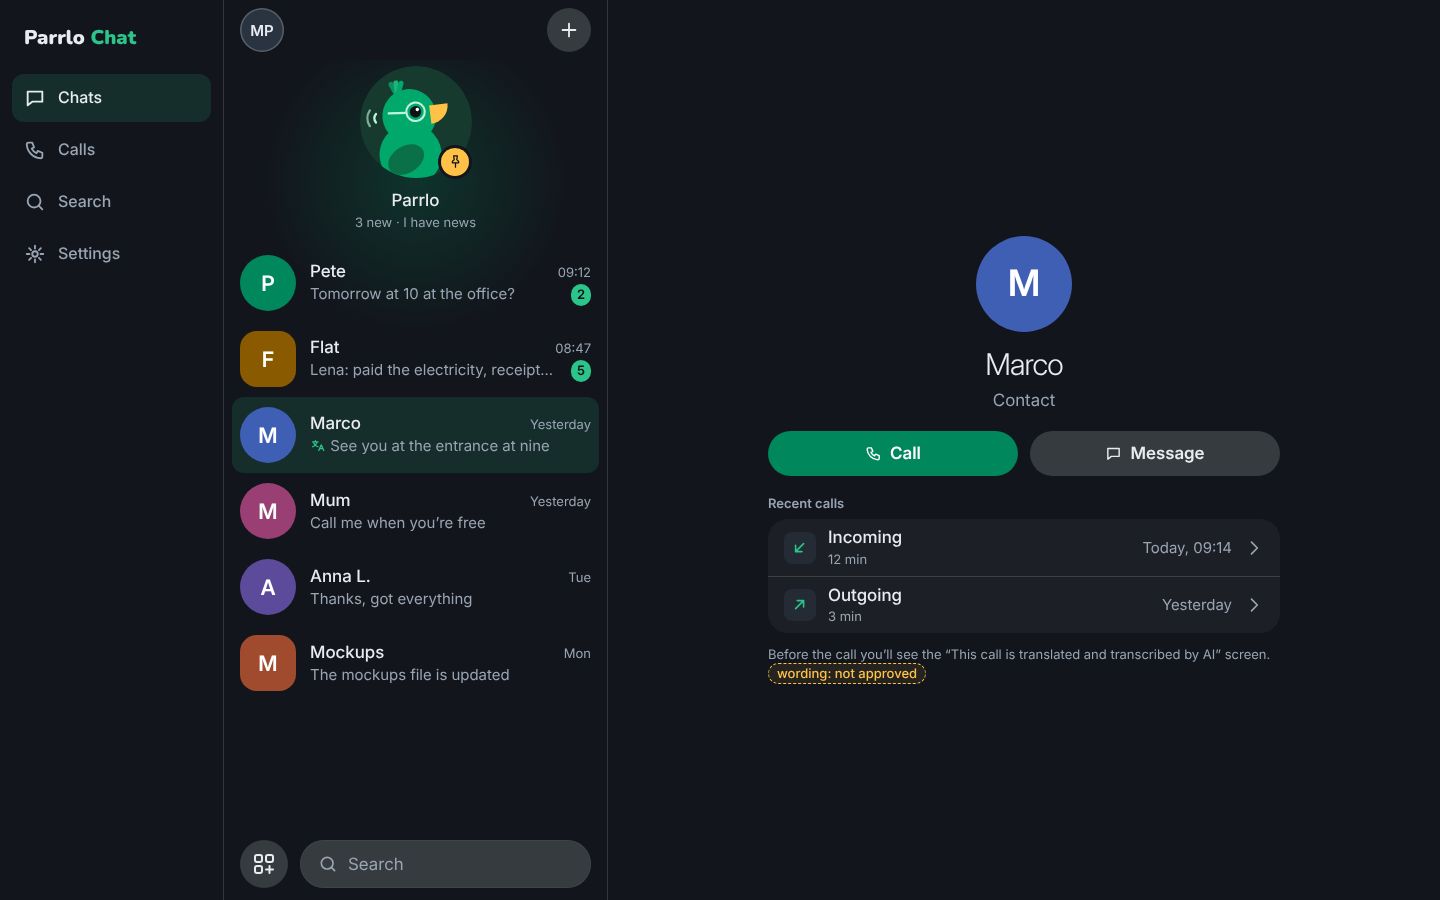 Parrlo Chat
Chats
Calls
Search
Settings
MP
Parrlo
3 new · I have news
P
Pete
09:12
Tomorrow at 10 at the office?
2
F
Flat
08:47
Lena: paid the electricity, receipt...
5
M
Marco
Yesterday
See you at the entrance at nine
M
Mum
Yesterday
Call me when you’re free
A
Anna L.
Tue
Thanks, got everything
M
Mockups
Mon
The mockups file is updated
Search
M
Marco
Contact
Call
Message
Recent calls
Incoming
12 min
Today, 09:14
Outgoing
3 min
Yesterday
Before the call you’ll see the “This call is translated and transcribed by AI” screen.
wording: not approved